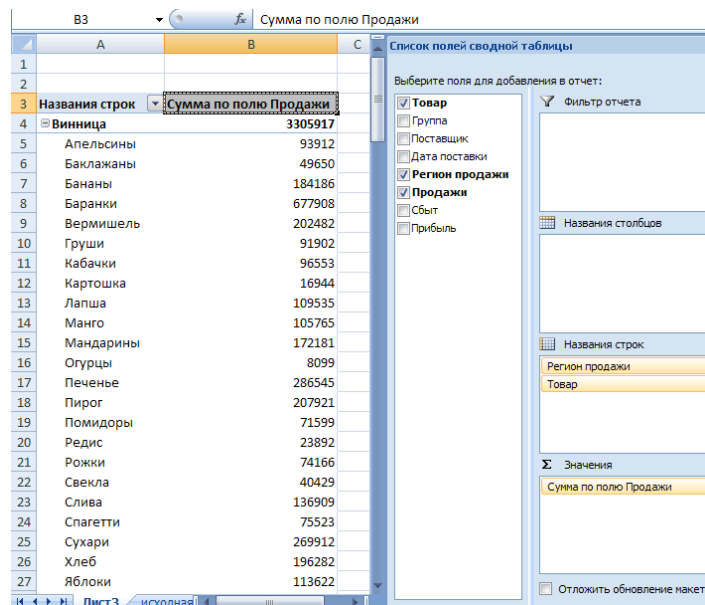 B3 fx Сумма по полю Продажи
A B C
1
2
3 Названия строк Сумма по полю Продажи
4 Винница 3305917
5 Апельсины 93912
6 Баклажаны 49650
7 Бананы 184186
8 Баранки 677908
9 Вермишель 202482
10 Груши 91902
11 Кабачки 96553
12 Картошка 16944
13 Лапша 109535
14 Манго 105765
15 Мандарины 172181
16 Огурцы 8099
17 Печенье 286545
18 Пирог 207921
19 Помидоры 71599
20 Редис 23892
21 Рожки 74166
22 Свекла 40429
23 Слива 136909
24 Спагетти 75523
25 Сухари 269912
26 Хлеб 196282
27 Яблоки 113622
Лист3 исходная
Список полей сводной таблицы
Выберите поля для добавления в отчет:
Товар
Группа
Поставщик
Дата поставки
Регион продажи
Продажи
Сбыт
Прибыль
Фильтр отчета
Названия столбцов
Названия строк
Регион продажи
Товар
Σ Значения
Сумма по полю Продажи
Отложить обновление макет